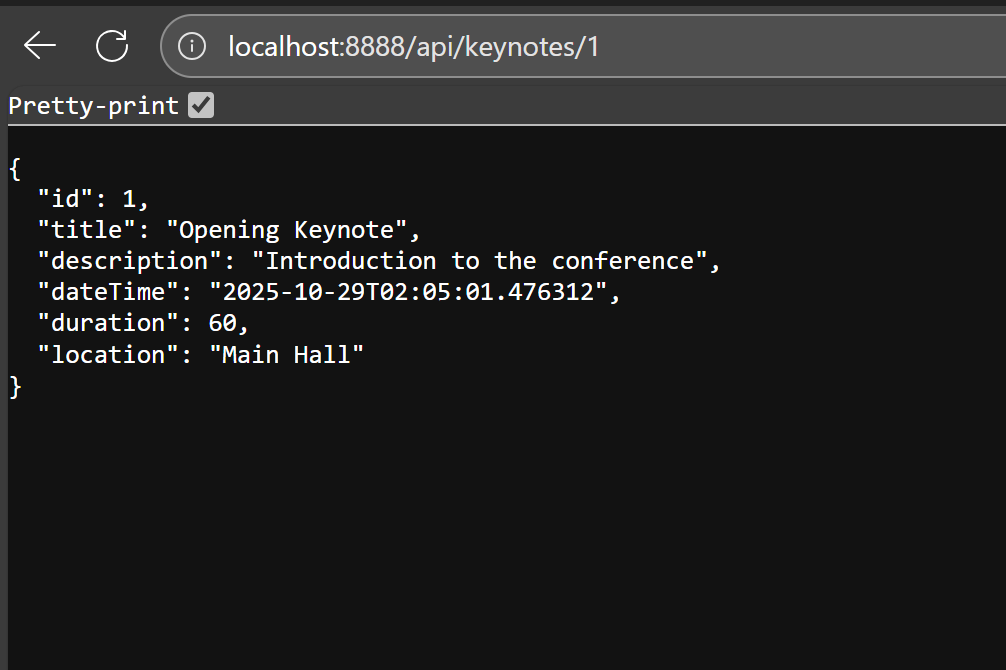 localhost:8888/api/keynotes/1
Pretty-print
{
  "id": 1,
  "title": "Opening Keynote",
  "description": "Introduction to the conference",
  "dateTime": "2025-10-29T02:05:01.476312",
  "duration": 60,
  "location": "Main Hall"
}